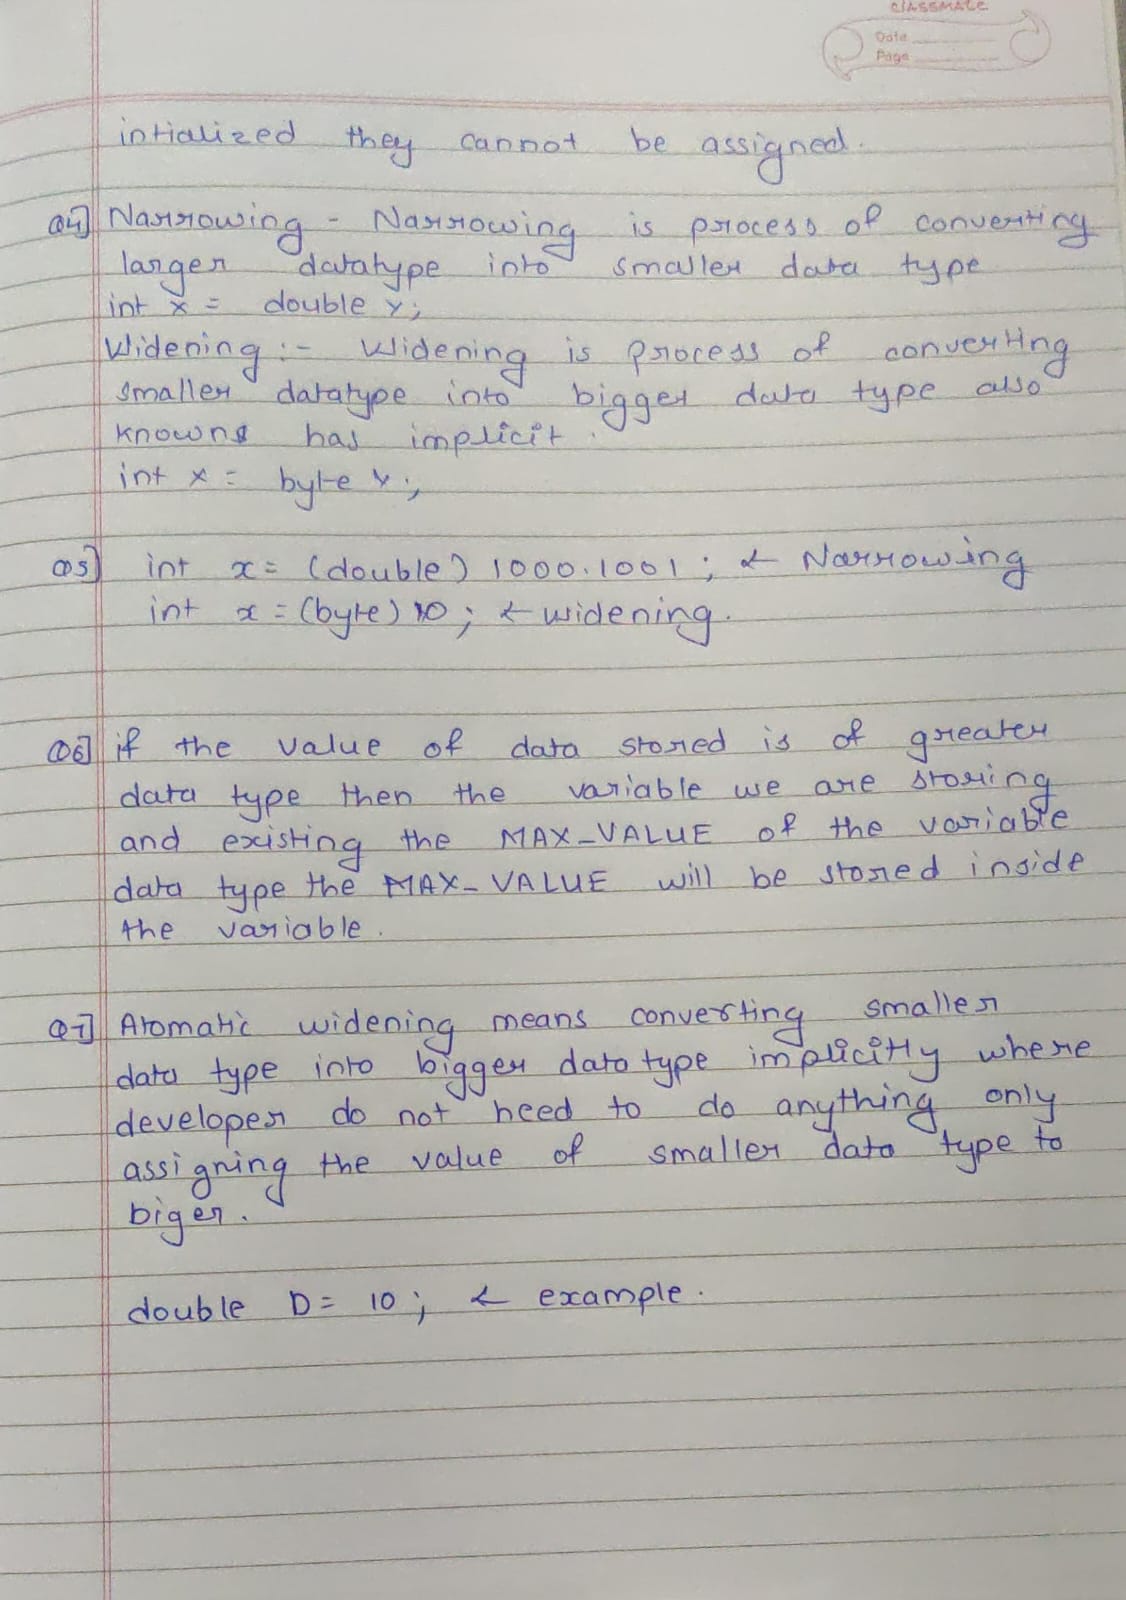 classmate
Date
Page
intialized they cannot be assigned.
Q4] Narrowing - Narrowing is process of converting
larger datatype into smaller data type
int x = double y;
Widening :- Widening is process of converting
smaller datatype into bigger data type also
knowns has implicit.
int x = byte y;
Q5] int x = (double) 1000.1001; ← Narrowing
int x = (byte) 10; ← widening.
Q6] if the value of data stored is of greater
data type then the variable we are storing
and existing the MAX_VALUE of the variable
data type the MAX_VALUE will be stored inside
the variable.
Q7] Atomatic widening means converting smaller
data type into bigger data type implicitly where
developer do not need to do anything only
assigning the value of smaller data type to
biger.
double D = 10; ← example.